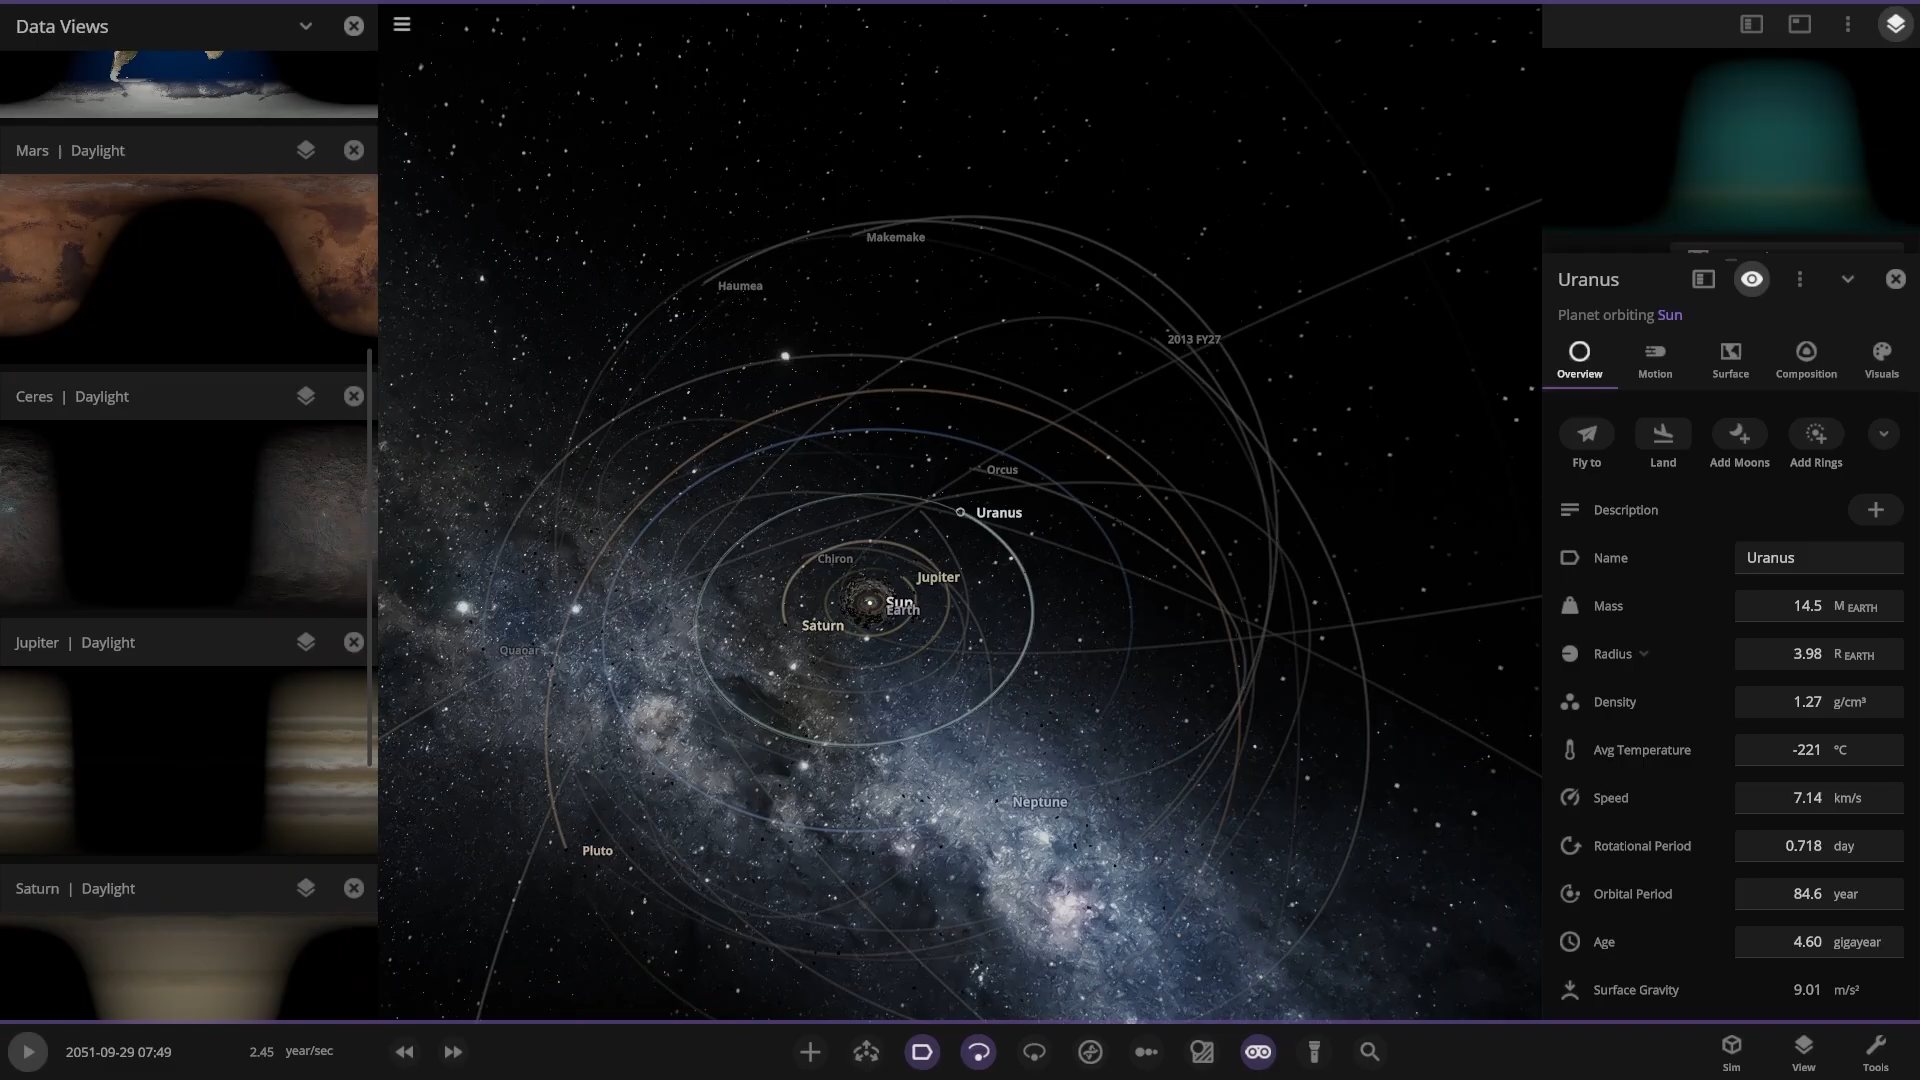 Data Views
Mars | Daylight
Ceres | Daylight
Jupiter | Daylight
Saturn | Daylight
Makemake
Haumea
2013 FY27
Orcus
Uranus
Chiron
Jupiter
Sun
Earth
Saturn
Quaoar
Neptune
Pluto
Uranus
Planet orbiting Sun
Overview Motion Surface Composition Visuals
Fly to Land Add Moons Add Rings
Description
Name Uranus
Mass 14.5 M EARTH
Radius 3.98 R EARTH
Density 1.27 g/cm³
Avg Temperature -221 °C
Speed 7.14 km/s
Rotational Period 0.718 day
Orbital Period 84.6 year
Age 4.60 gigayear
Surface Gravity 9.01 m/s²
2051-09-29 07:49 2.45 year/sec
Sim View Tools